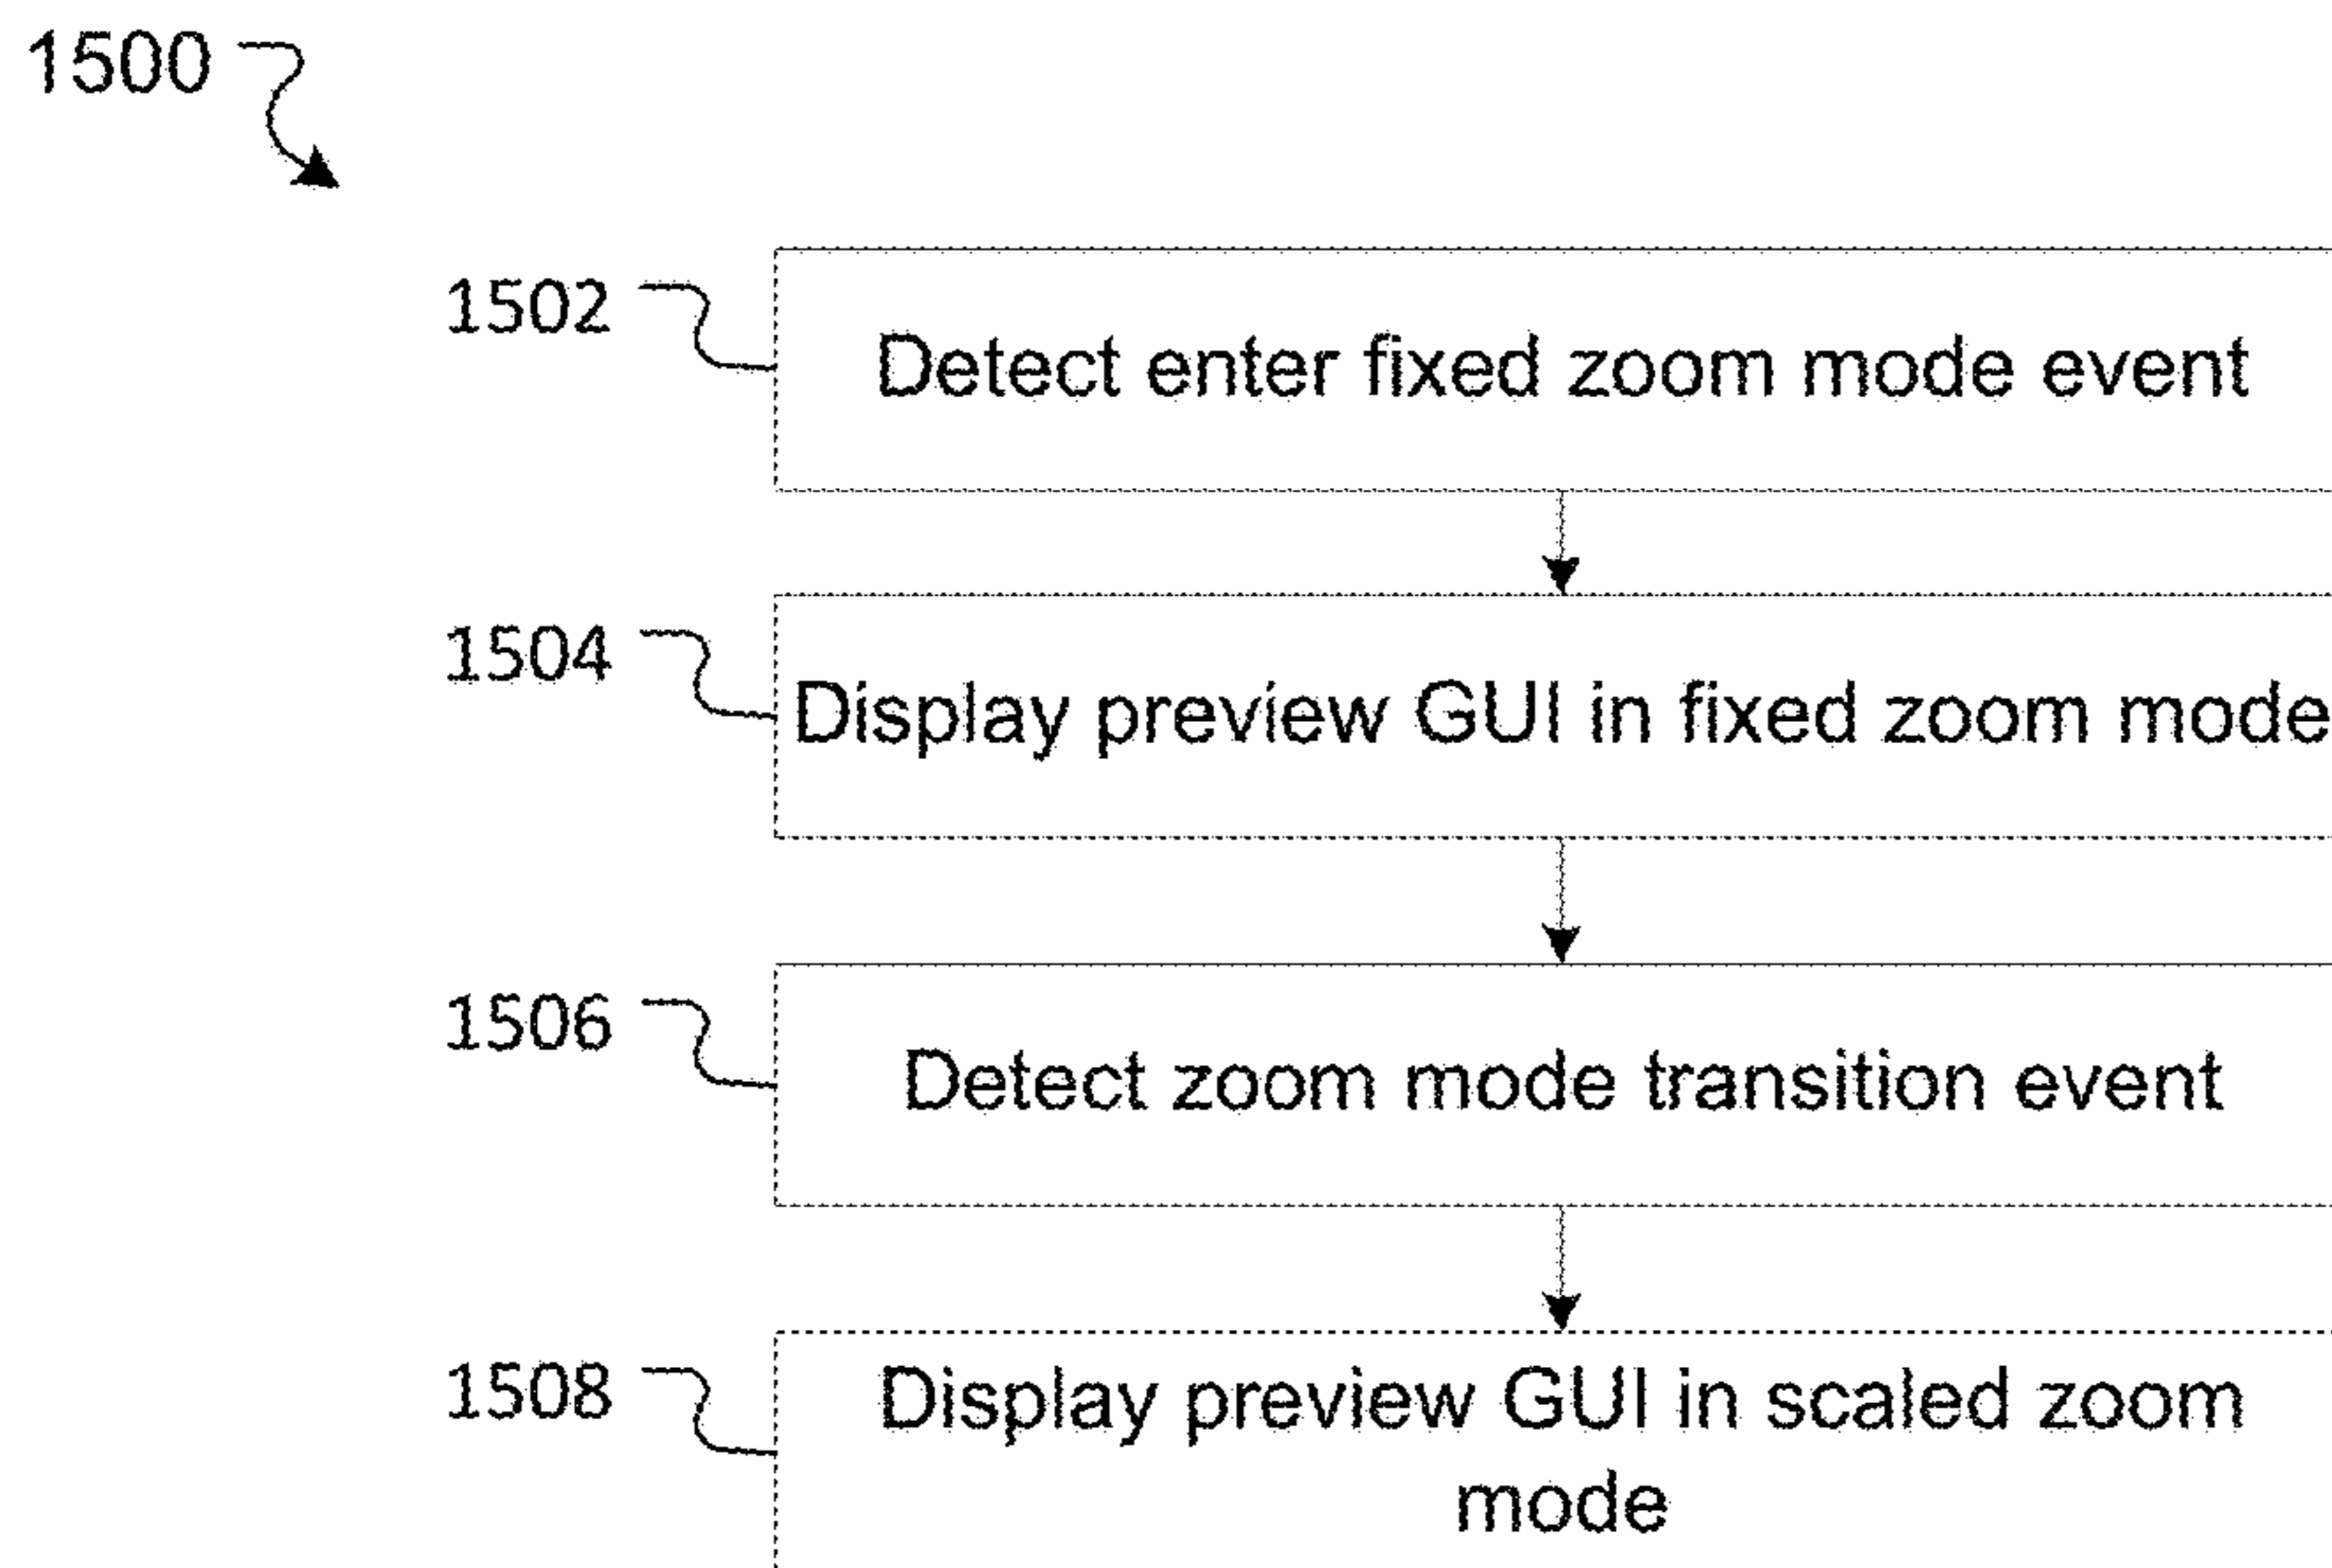 1500
1502
Detect enter fixed zoom mode event
1504
Display preview GUI in fixed zoom mode
1506
Detect zoom mode transition event
1508
Display preview GUI in scaled zoom
mode